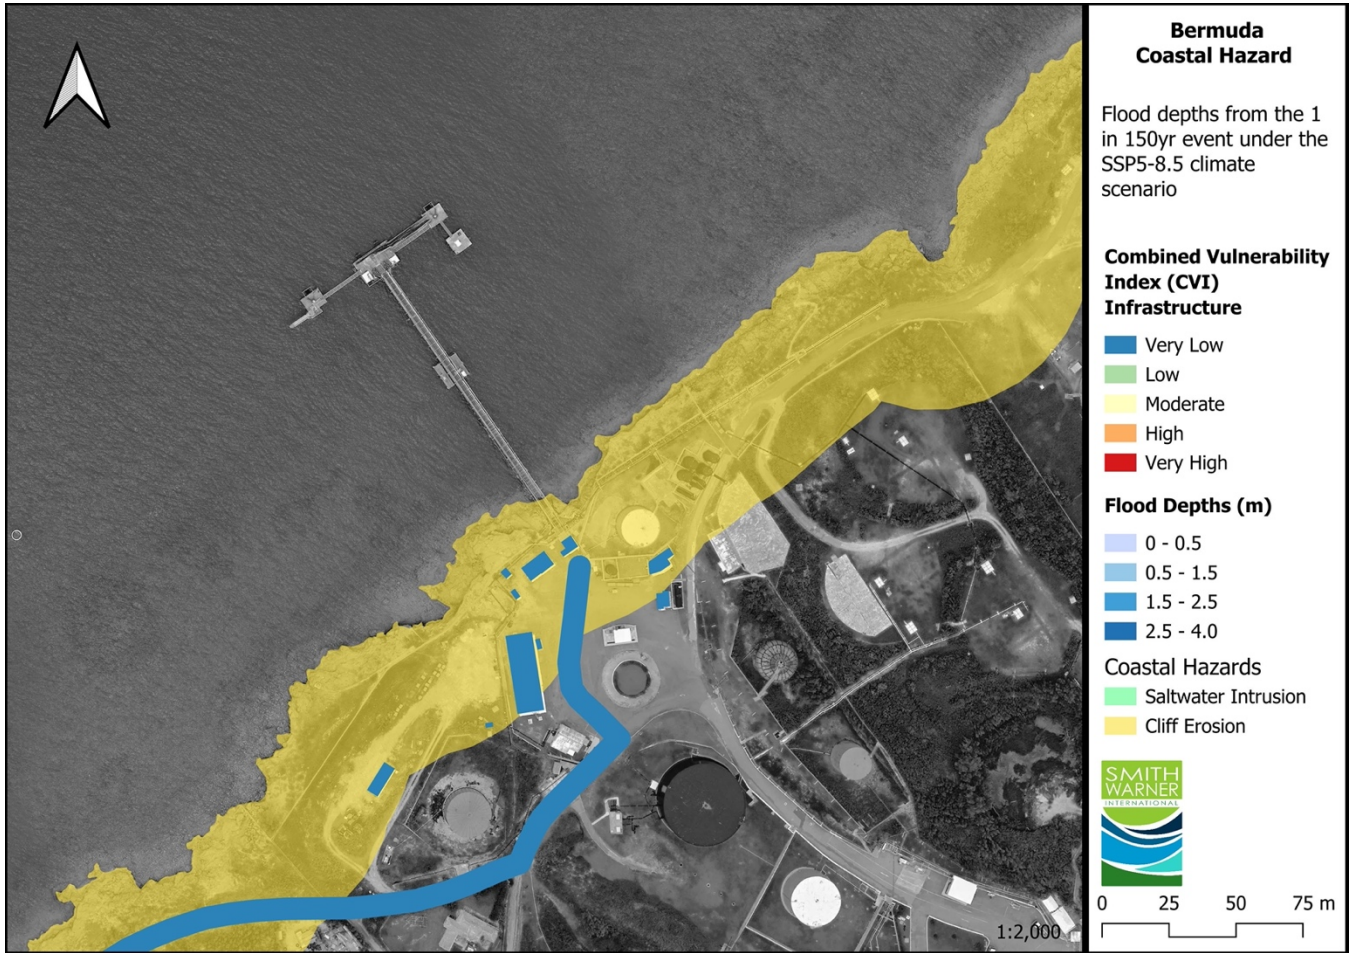 Bermuda
Coastal Hazard
Flood depths from the 1
in 150yr event under the
SSP5-8.5 climate
scenario
Combined Vulnerability
Index (CVI)
Infrastructure
Very Low
Low
Moderate
High
Very High
Flood Depths (m)
0 - 0.5
0.5 - 1.5
1.5 - 2.5
2.5 - 4.0
Coastal Hazards
Saltwater Intrusion
Cliff Erosion
SMITH
WARNER
INTERNATIONAL
0 25 50 75 m
1:2,000